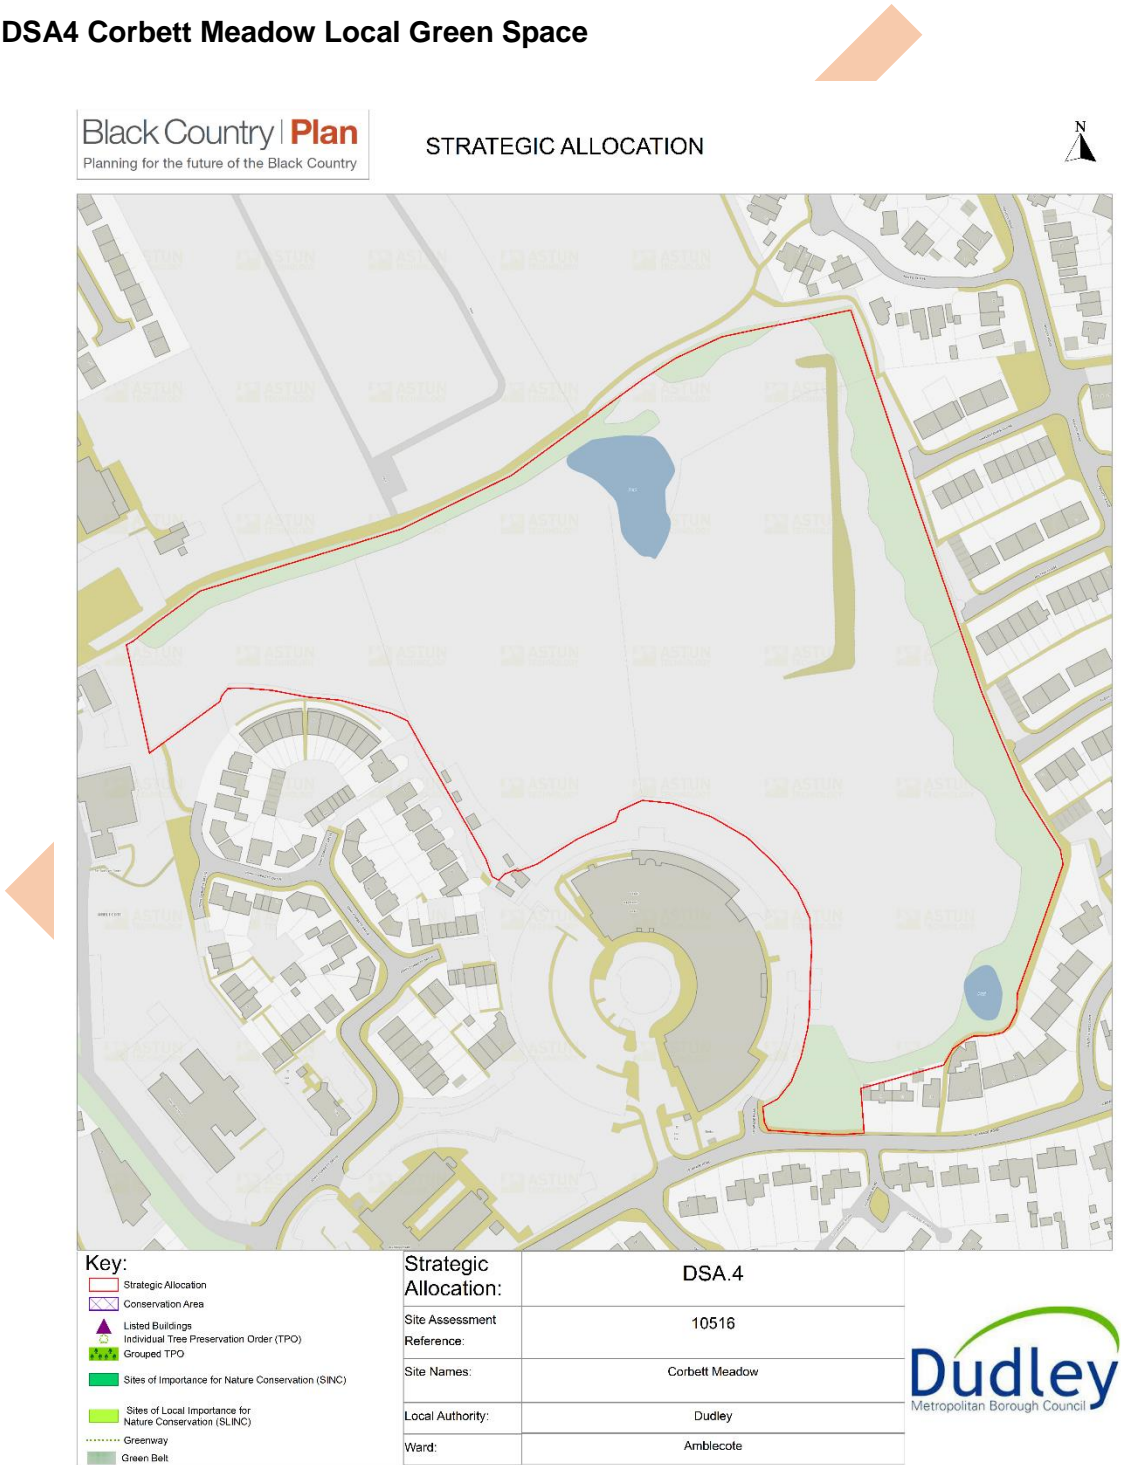 DSA4 Corbett Meadow Local Green Space
Black Country | Plan
Planning for the future of the Black Country
STRATEGIC ALLOCATION
N
Key:
Strategic Allocation
Conservation Area
Listed Buildings
Individual Tree Preservation Order (TPO)
Grouped TPO
Sites of Importance for Nature Conservation (SINC)
Sites of Local Importance for
Nature Conservation (SLINC)
Greenway
Green Belt
Strategic
Allocation:
DSA.4
Site Assessment
Reference:
10516
Site Names:
Corbett Meadow
Local Authority:
Dudley
Ward:
Amblecote
Dudley
Metropolitan Borough Council